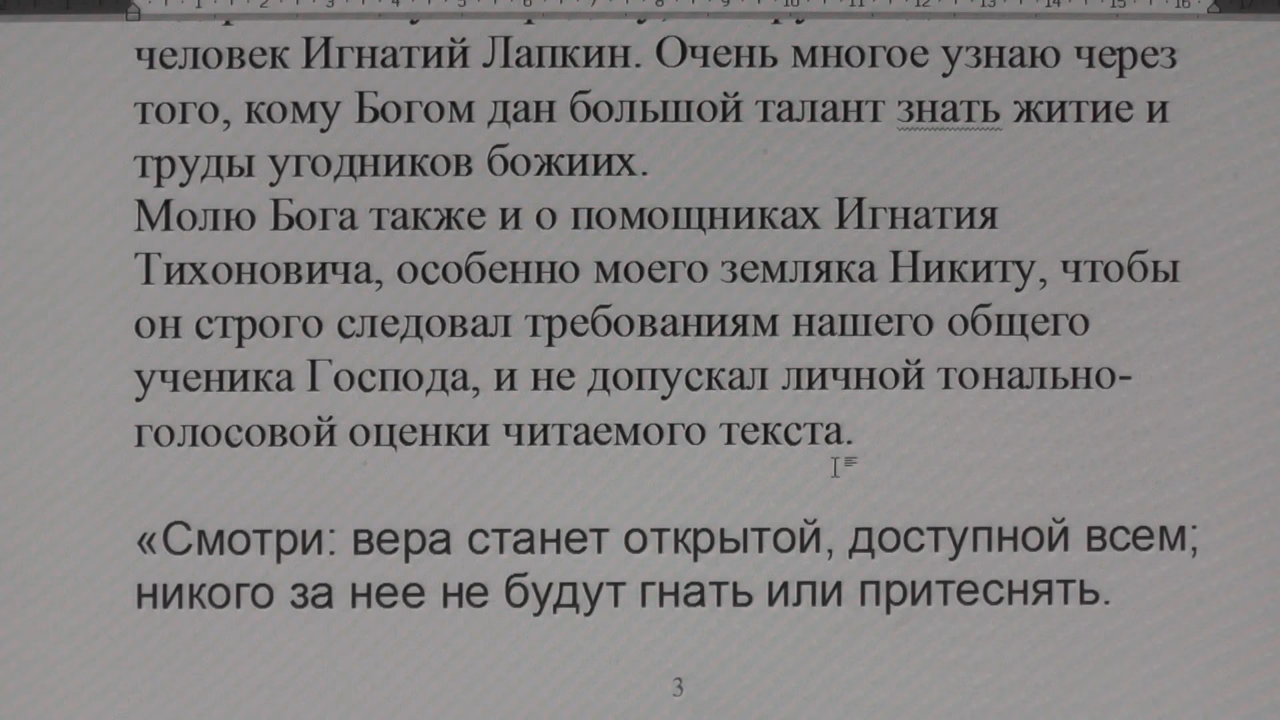 человек Игнатий Лапкин. Очень многое узнаю через
того, кому Богом дан большой талант знать житие и
труды угодников божиих.
Молю Бога также и о помощниках Игнатия
Тихоновича, особенно моего земляка Никиту, чтобы
он строго следовал требованиям нашего общего
ученика Господа, и не допускал личной тонально-
голосовой оценки читаемого текста.
«Смотри: вера станет открытой, доступной всем;
никого за нее не будут гнать или притеснять.
3